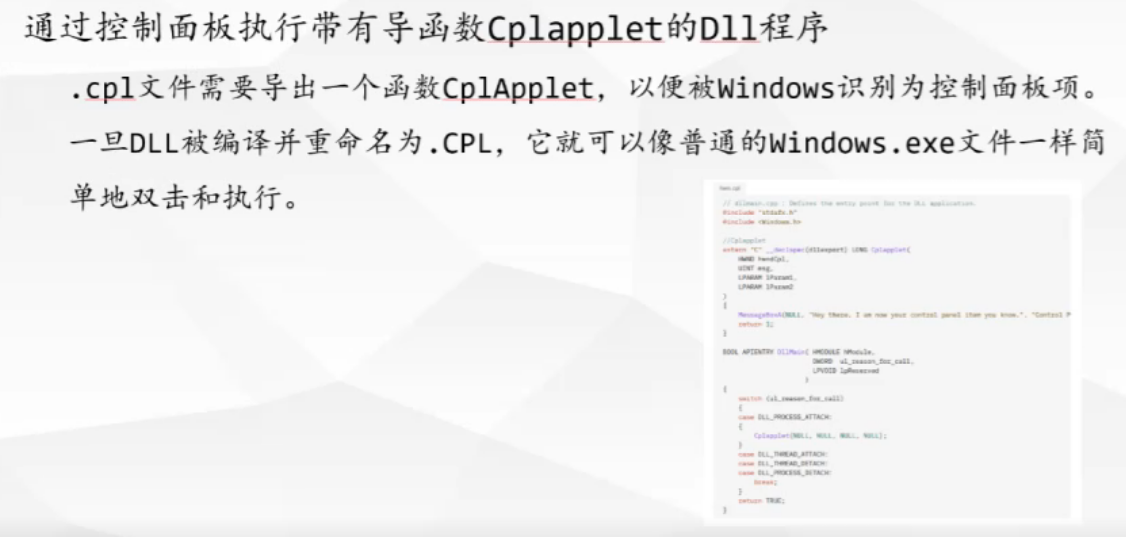 通过控制面板执行带有导函数Cplapplet的Dll程序
.cpl文件需要导出一个函数CplApplet，以便被Windows识别为控制面板项。
一旦DLL被编译并重命名为.CPL，它就可以像普通的Windows.exe文件一样简
单地双击和执行。
// dllmain.cpp : Defines the entry point for the DLL application.
#include "stdafx.h"
#include <Windows.h>
//Cplapplet
extern "C" __declspec(dllexport) LONG Cplapplet(
HWND hwndCpl,
UINT msg,
LPARAM lParam1,
LPARAM lParam2
)
{
MessageBoxA(NULL, "Hey there, I am now your control panel item you know.", "Control P
return 1;
}
BOOL APIENTRY DllMain( HMODULE hModule,
DWORD ul_reason_for_call,
LPVOID lpReserved
)
{
switch (ul_reason_for_call)
{
case DLL_PROCESS_ATTACH:
{
Cplapplet(NULL, NULL, NULL, NULL);
}
case DLL_THREAD_ATTACH:
case DLL_THREAD_DETACH:
case DLL_PROCESS_DETACH:
break;
}
return TRUE;
}